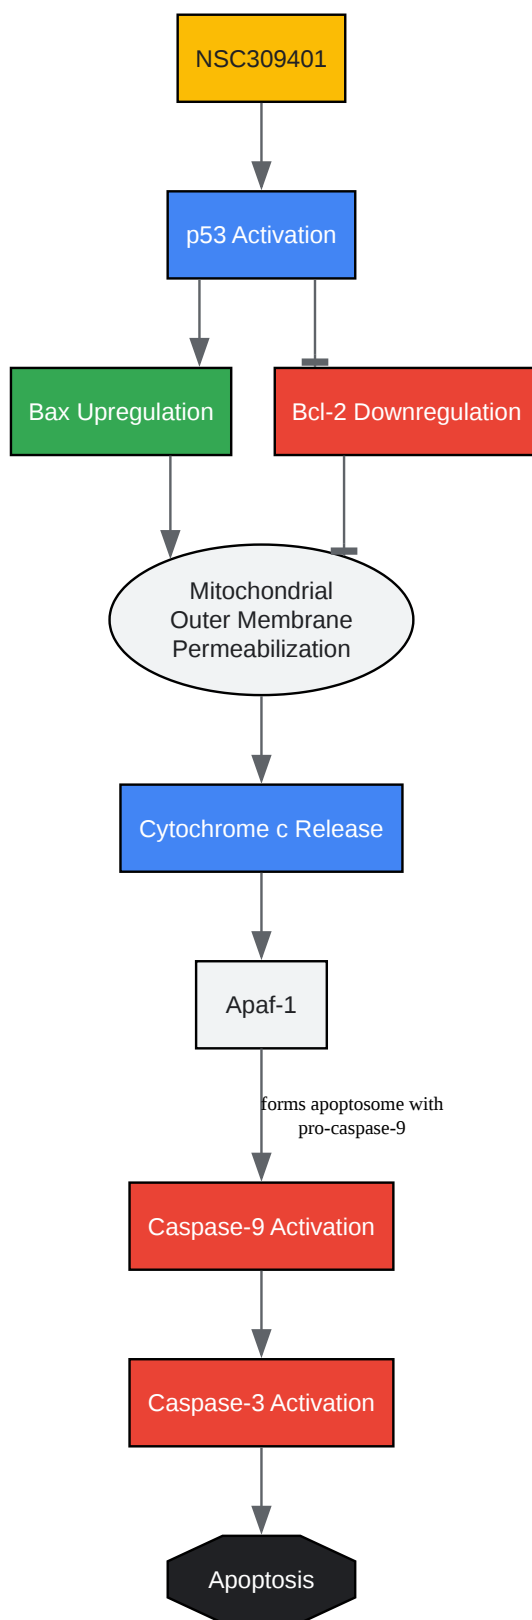 NSC309401
p53 Activation
Bax Upregulation
Bcl-2 Downregulation
Mitochondrial
Outer Membrane
Permeabilization
Cytochrome c Release
Apaf-1
forms apoptosome with
pro-caspase-9
Caspase-9 Activation
Caspase-3 Activation
Apoptosis